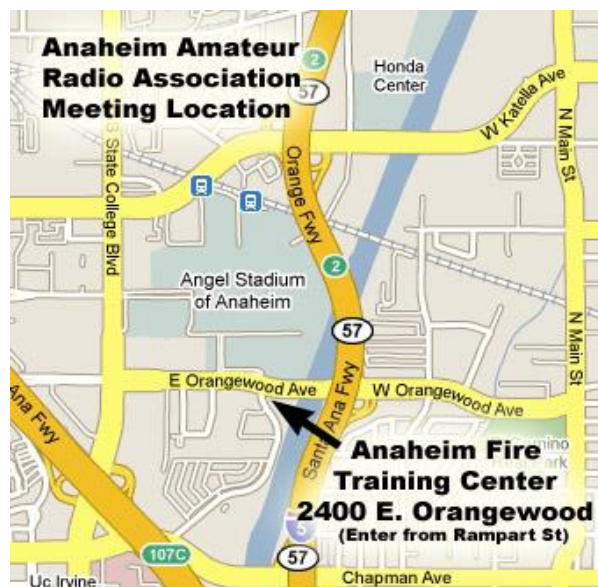 Anaheim Amateur
Radio Association
Meeting Location
2
57
Honda
Center
W Katella Ave
N Main St
S State College Blvd
Orange Fwy
Angel Stadium
of Anaheim
2
57
N Main St
E Orangewood Ave
W Orangewood Ave
Ana Fwy
Santa Ana Fwy
Anaheim Fire
Training Center
2400 E. Orangewood
(Enter from Rampart St)
Park
5
107C
57
Chapman Ave
Uc Irvine